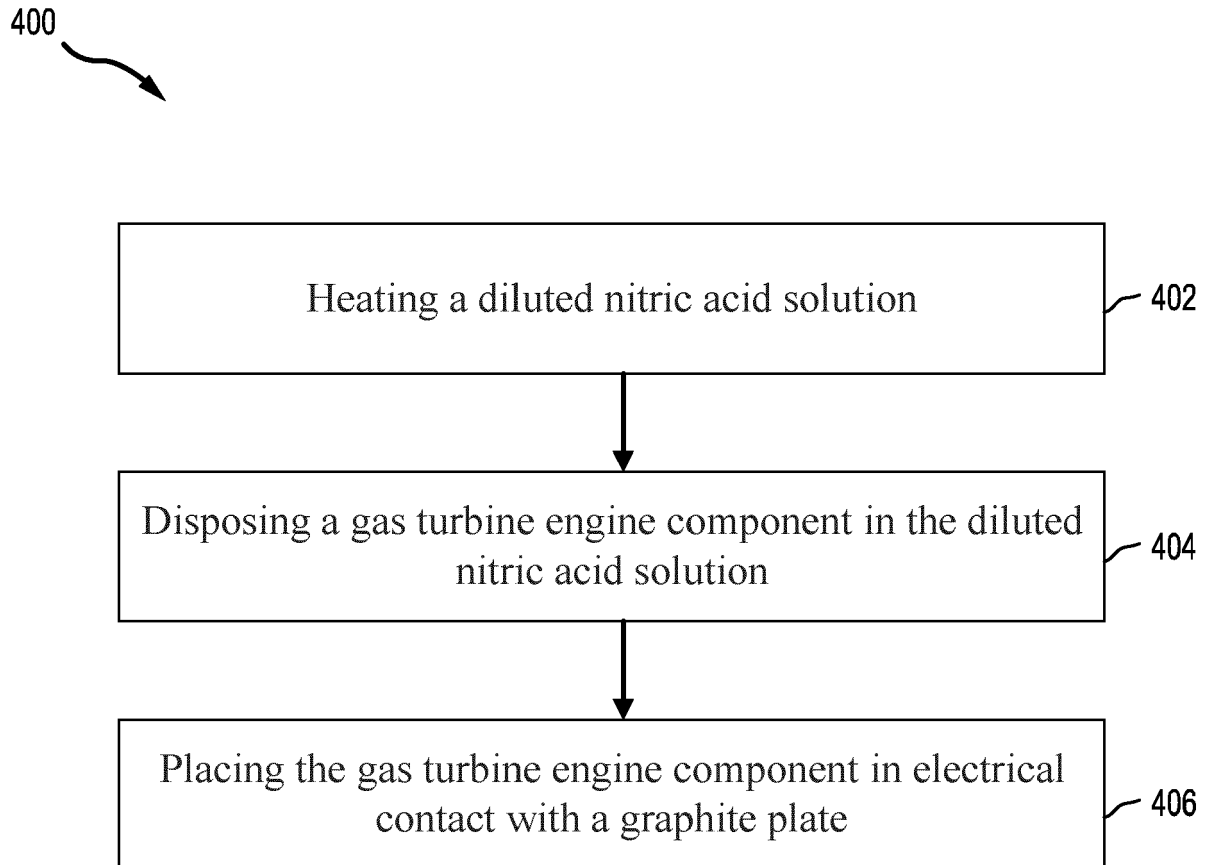 400
Heating a diluted nitric acid solution
402
Disposing a gas turbine engine component in the diluted
nitric acid solution
404
Placing the gas turbine engine component in electrical
contact with a graphite plate
406